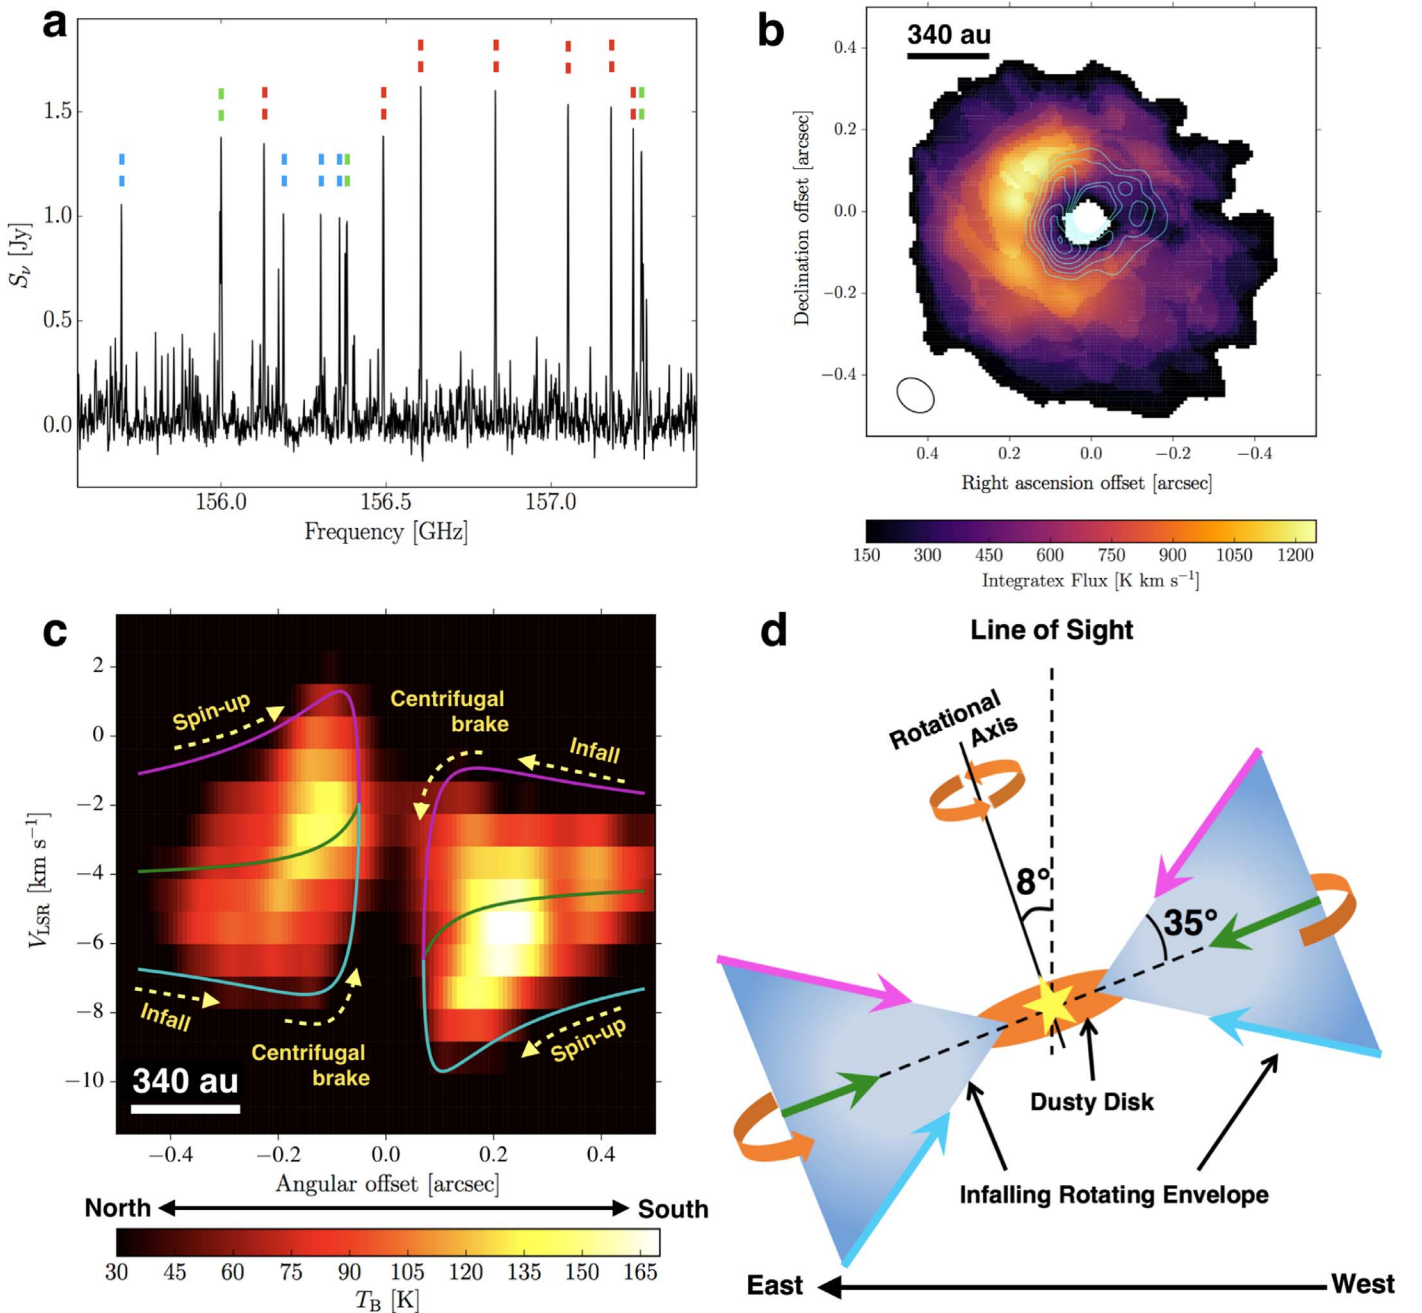 a
1.5
1.0
0.5
0.0
S_ν [Jy]
156.0 156.5 157.0
Frequency [GHz]
b
340 au
0.4
0.2
0.0
−0.2
−0.4
Declination offset [arcsec]
0.4 0.2 0.0 −0.2 −0.4
Right ascension offset [arcsec]
150 300 450 600 750 900 1050 1200
Integratex Flux [K km s⁻¹]
c
2
0
−2
−4
−6
−8
−10
V_LSR [km s⁻¹]
Spin-up
Centrifugal
brake
Infall
Infall
Centrifugal
brake
Spin-up
340 au
−0.4 −0.2 0.0 0.2 0.4
Angular offset [arcsec]
North South
30 45 60 75 90 105 120 135 150 165
T_B [K]
d
Line of Sight
Rotational
Axis
8°
35°
Dusty Disk
Infalling Rotating Envelope
East West